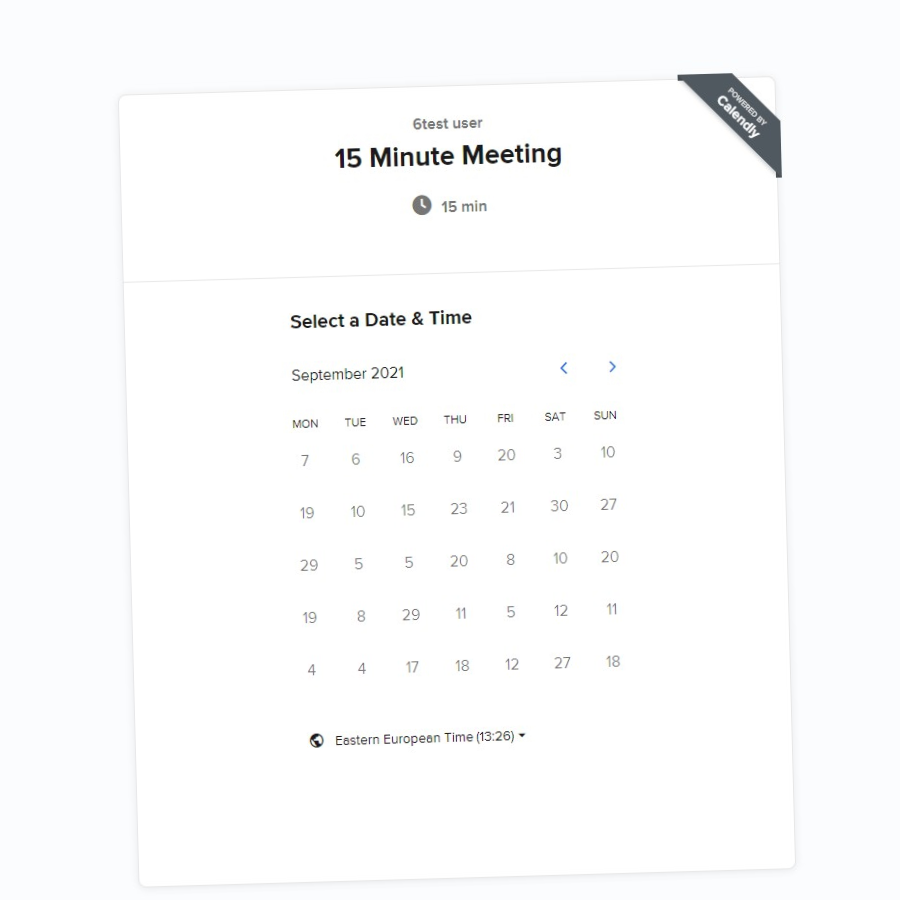 POWERED BY
Calendly
6test user
15 Minute Meeting
15 min
Select a Date & Time
September 2021
MON TUE WED THU FRI SAT SUN
7 6 16 9 20 3 10
19 10 15 23 21 30 27
29 5 5 20 8 10 20
19 8 29 11 5 12 11
4 4 17 18 12 27 18
Eastern European Time (13:26)